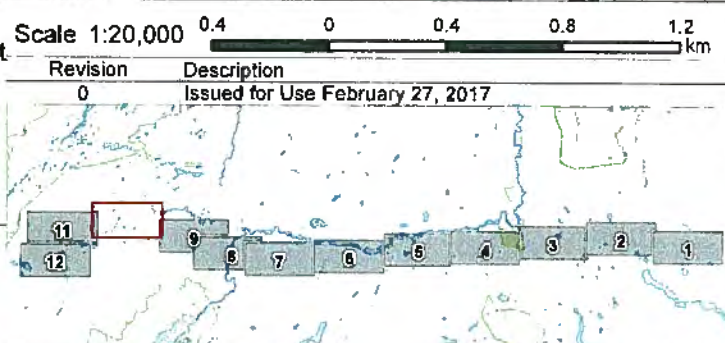 Scale 1:20,000 0.4 0 0.4 0.8 1.2
t km
Revision Description
0 Issued for Use February 27, 2017
11 9 8 7 6 5 4 3 2 1
12